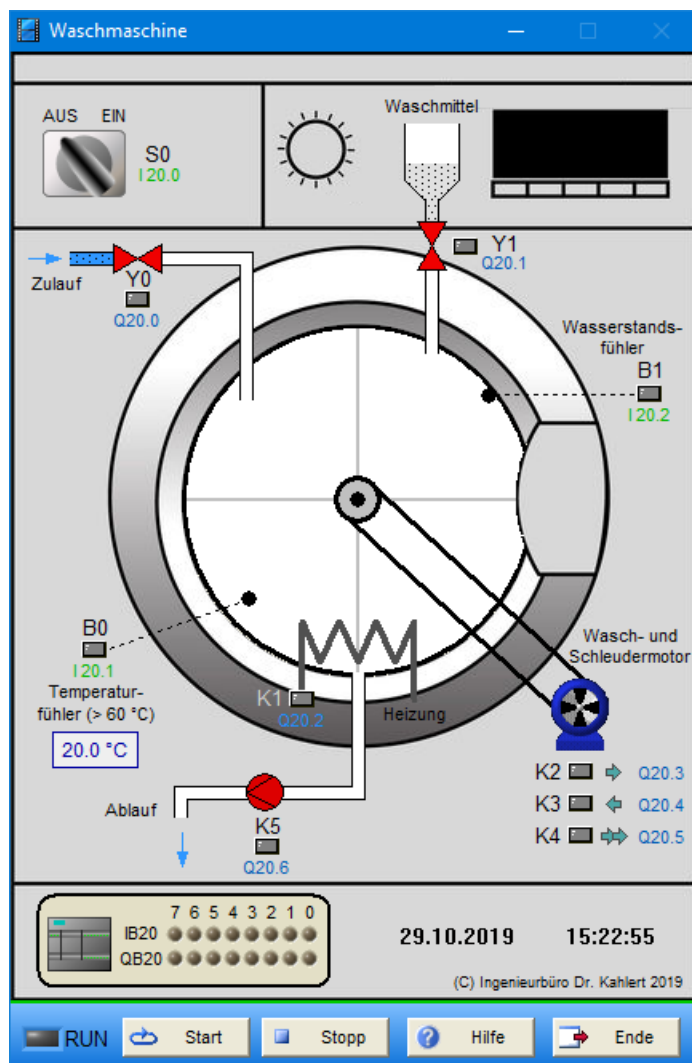 Waschmaschine
AUS EIN
S0
I 20.0
Waschmittel
Y1
Q20.1
Zulauf
Y0
Q20.0
Wasserstands-
fühler
B1
I 20.2
B0
I 20.1
Temperatur-
fühler (> 60 °C)
20.0 °C
K1
Q20.2
Heizung
Wasch- und
Schleudermotor
K2 Q20.3
K3 Q20.4
K4 Q20.5
Ablauf
K5
Q20.6
7 6 5 4 3 2 1 0
IB20
QB20
29.10.2019 15:22:55
(C) Ingenieurbüro Dr. Kahlert 2019
RUN Start Stopp Hilfe Ende